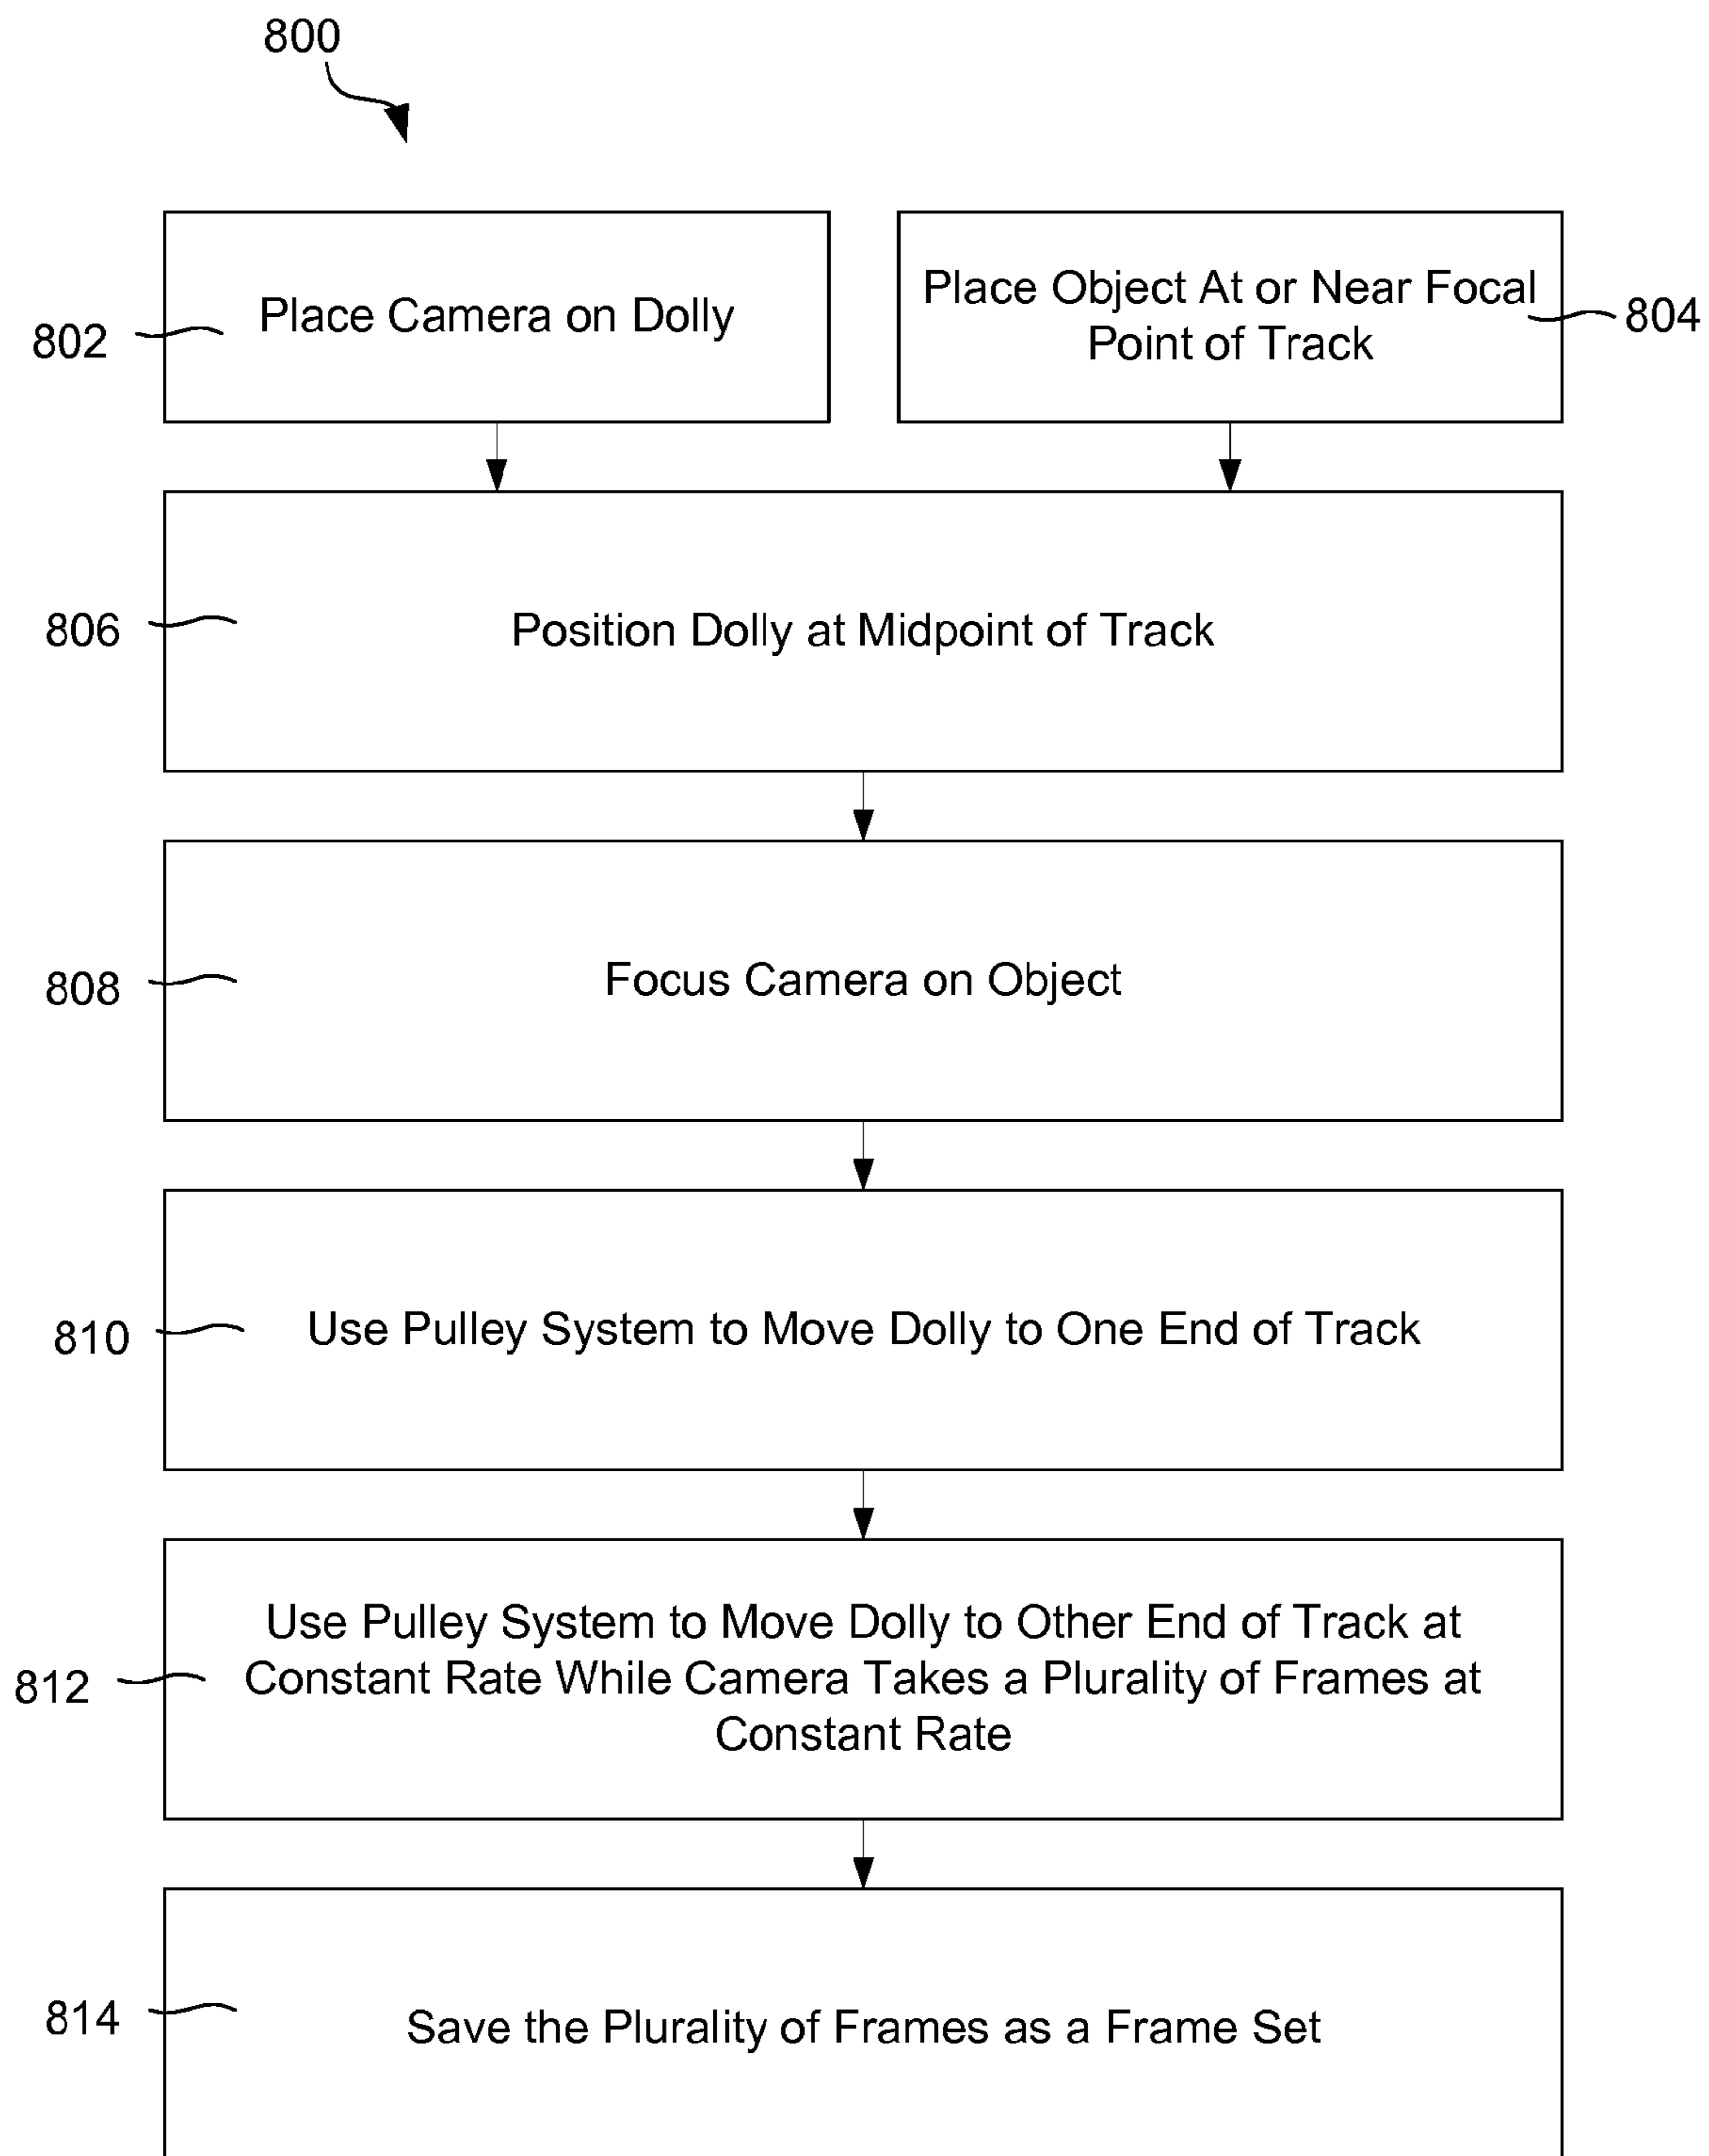 800
Place Camera on Dolly
802
Place Object At or Near Focal
Point of Track
804
Position Dolly at Midpoint of Track
806
Focus Camera on Object
808
Use Pulley System to Move Dolly to One End of Track
810
Use Pulley System to Move Dolly to Other End of Track at
Constant Rate While Camera Takes a Plurality of Frames at
Constant Rate
812
Save the Plurality of Frames as a Frame Set
814